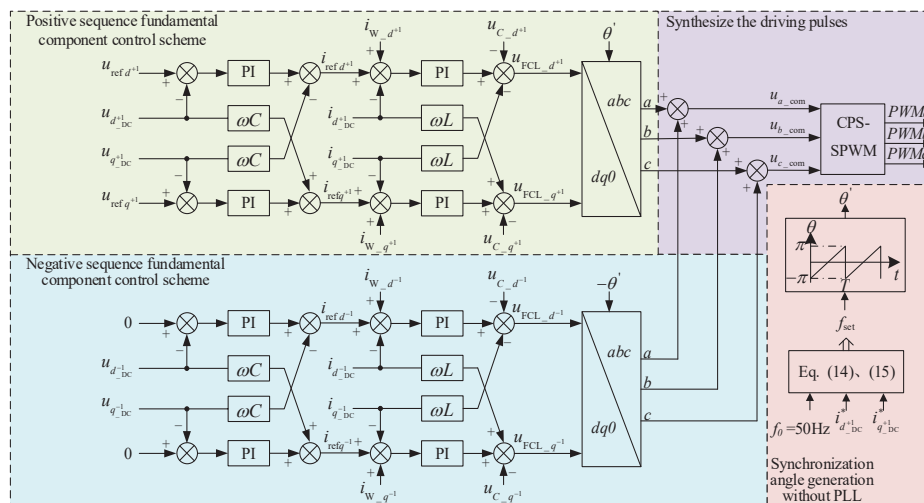 Positive sequence fundamental
component control scheme
i_W_d+1
u_C_d+1
θ'
u_ref d+1
PI
i_ref d+1
PI
u_FCL_d+1
u_d+1_DC
ωC
i_d+1_DC
ωL
u_q+1_DC
ωC
i_q+1_DC
ωL
u_ref q+1
PI
i_refq+1
PI
u_FCL_q+1
i_W_q+1
u_C_q+1
abc
dq0
a
b
c
Synthesize the driving pulses
u_a_com
u_b_com
u_c_com
CPS-
SPWM
PWM
PWM
PWM
Negative sequence fundamental
component control scheme
i_W_d-1
u_C_d-1
-θ'
0
PI
i_ref d-1
PI
u_FCL_d-1
u_d-1_DC
ωC
i_d-1_DC
ωL
u_q-1_DC
ωC
i_q-1_DC
ωL
0
PI
i_refq-1
PI
u_FCL_q-1
i_W_q-1
u_C_q-1
abc
dq0
a
b
c
θ'
θ
π
-π
T
t
f_set
Eq. (14)、(15)
f_0 =50Hz
i*_d+1_DC
i*_q+1_DC
Synchronization
angle generation
without PLL